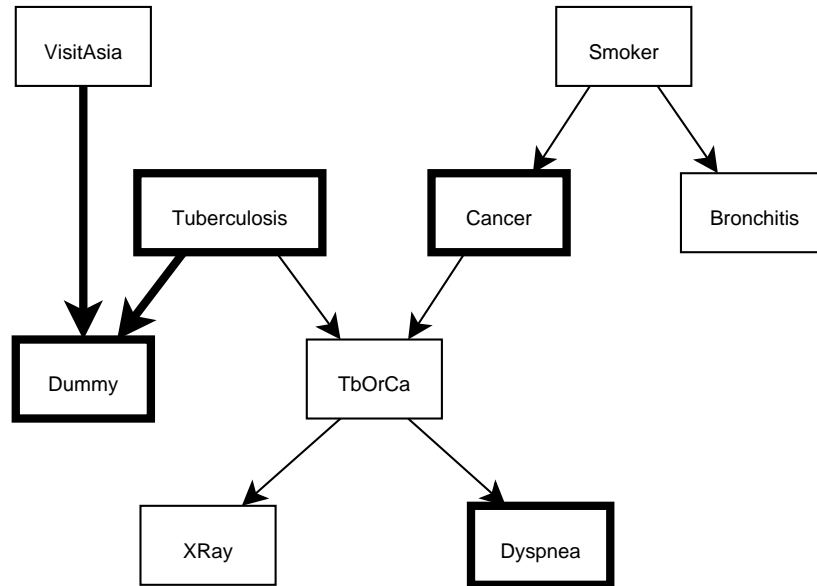 VisitAsia
Smoker
Tuberculosis
Cancer
Bronchitis
Dummy
TbOrCa
XRay
Dyspnea